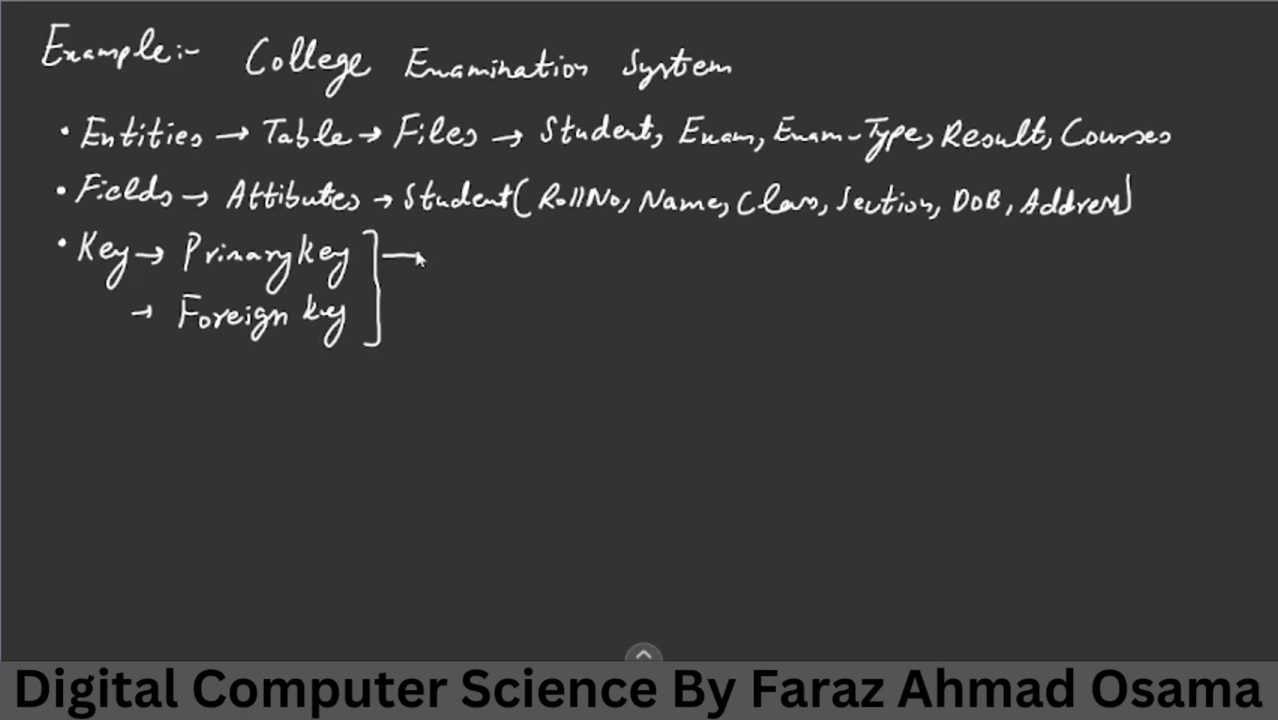 Example:- College Examination System
• Entities → Table → Files → Student, Exam, Exam-Type, Result, Courses
• Fields → Attibutes → Student( RollNo, Name, Class, Section, DoB, Address)
• Key → Primary key ] →
→ Foreign key
Digital Computer Science By Faraz Ahmad Osama